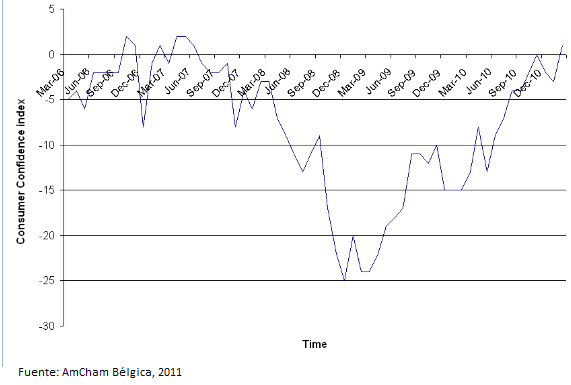 5
0
-5
-10
-15
-20
-25
-30
Consumer Confidence index
Mar-06
Jun-06
Sep-06
Dec-06
Mar-07
Jun-07
Sep-07
Dec-07
Mar-08
Jun-08
Sep-08
Dec-08
Mar-09
Jun-09
Sep-09
Dec-09
Mar-10
Jun-10
Sep-10
Dec-10
Time
Fuente: AmCham Bélgica, 2011